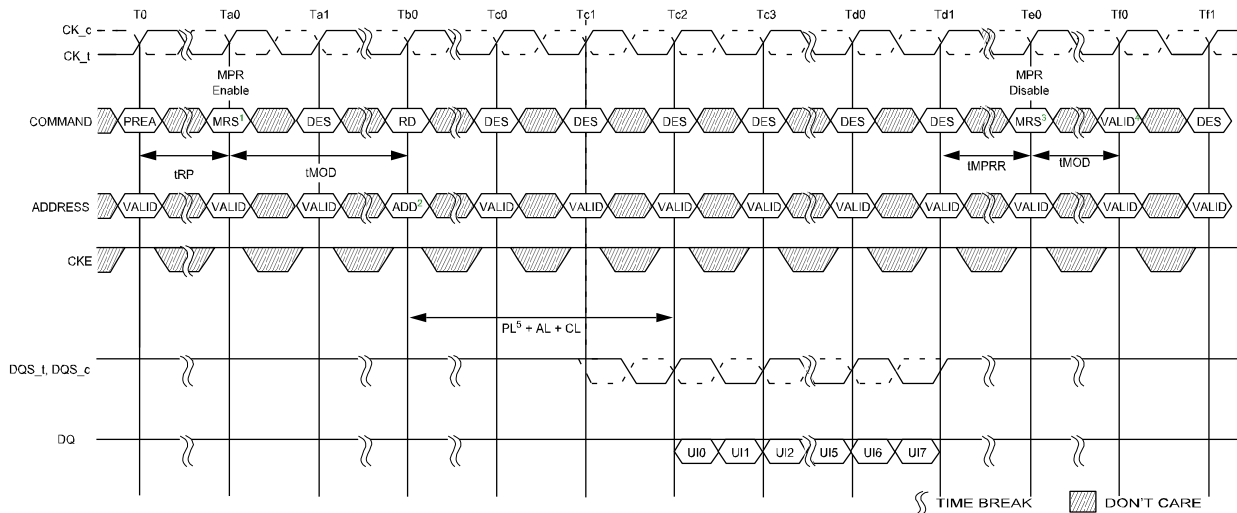 T0 Ta0 Ta1 Tb0 Tc0 Tc1 Tc2 Tc3 Td0 Td1 Te0 Tf0 Tf1
CK_c
CK_t
MPR Enable
MPR Disable
COMMAND PREA MRS1 DES RD DES DES DES DES DES DES MRS3 VALID4 DES
tRP tMOD tMPRR tMOD
ADDRESS VALID VALID VALID ADD2 VALID VALID VALID VALID VALID VALID VALID VALID VALID
CKE
PL5 + AL + CL
DQS_t, DQS_c
DQ UI0 UI1 UI2 UI5 UI6 UI7
TIME BREAK DON'T CARE